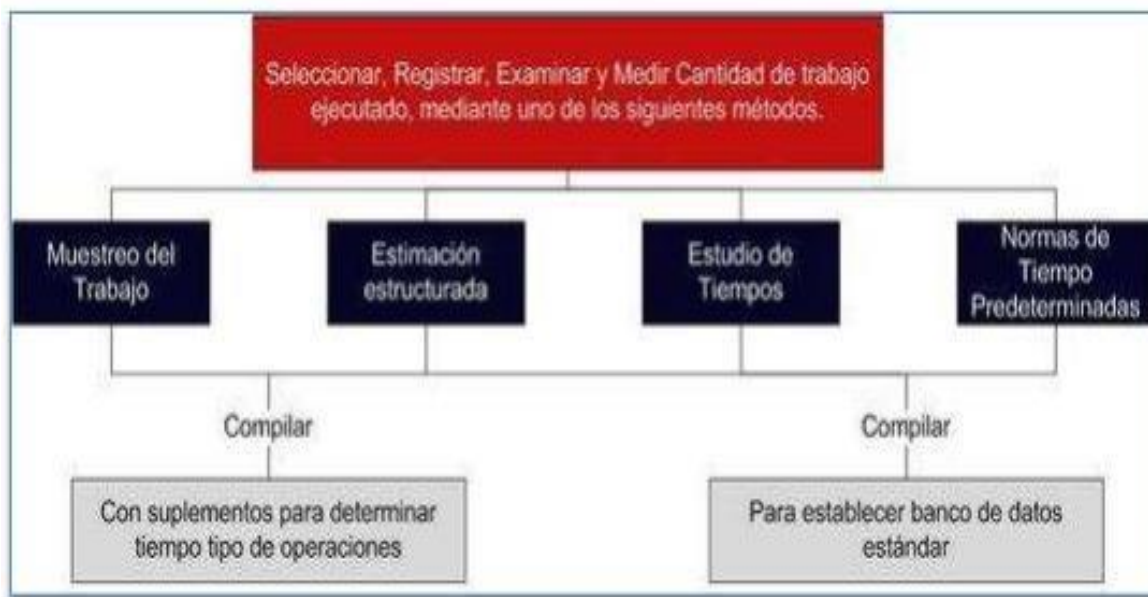 Seleccionar, Registrar, Examinar y Medir Cantidad de trabajo
ejecutado, mediante uno de los siguientes métodos.
Muestreo del
Trabajo
Estimación
estructurada
Estudio de
Tiempos
Normas de
Tiempo
Predeterminadas
Compilar
Compilar
Con suplementos para determinar
tiempo tipo de operaciones
Para establecer banco de datos
estándar